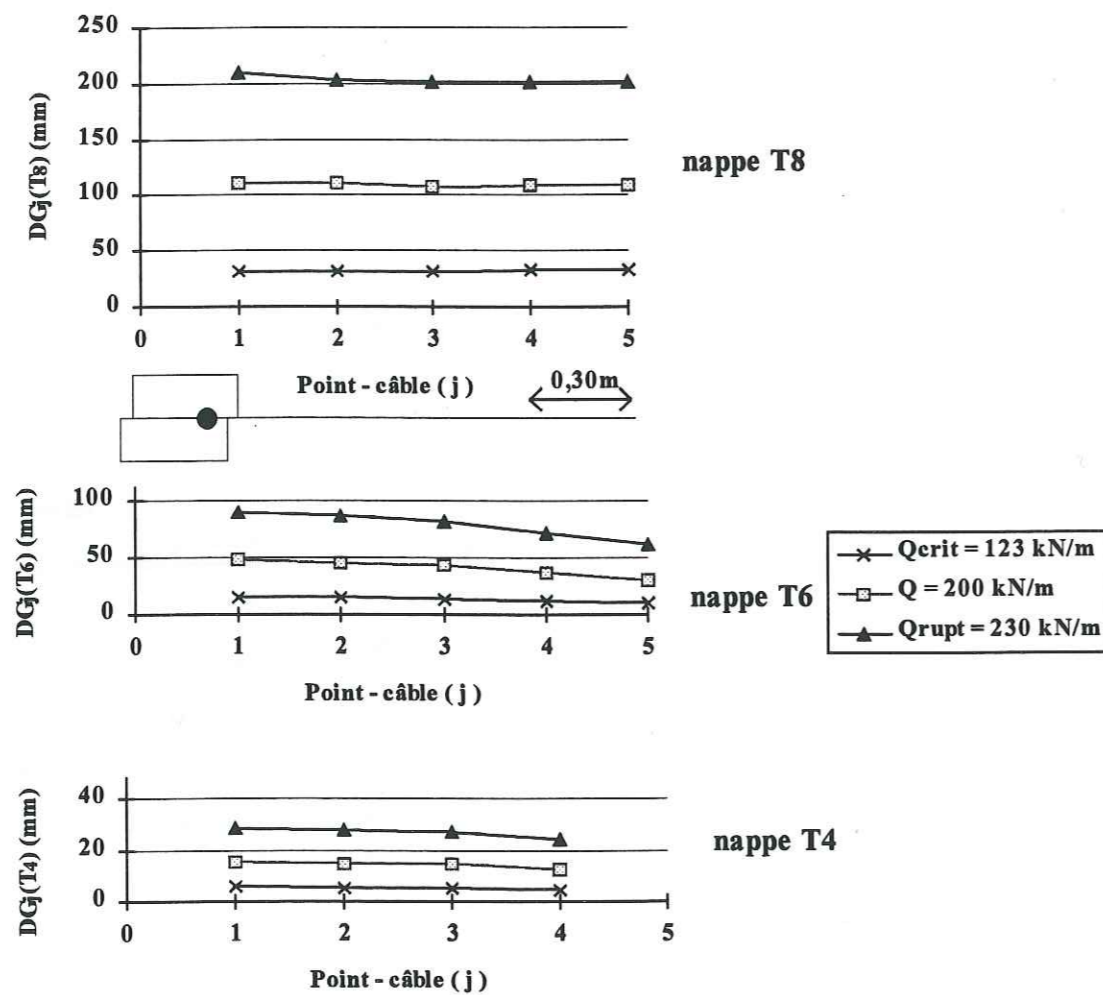 250
200
150
100
50
0
DGj(T8) (mm)
0 1 2 3 4 5
Point - câble ( j )
nappe T8
0,30m
100
50
0
DGj(T6) (mm)
0 1 2 3 4 5
Point - câble ( j )
nappe T6
Qcrit = 123 kN/m
Q = 200 kN/m
Qrupt = 230 kN/m
40
20
0
DGj(T4) (mm)
0 1 2 3 4 5
Point - câble ( j )
nappe T4